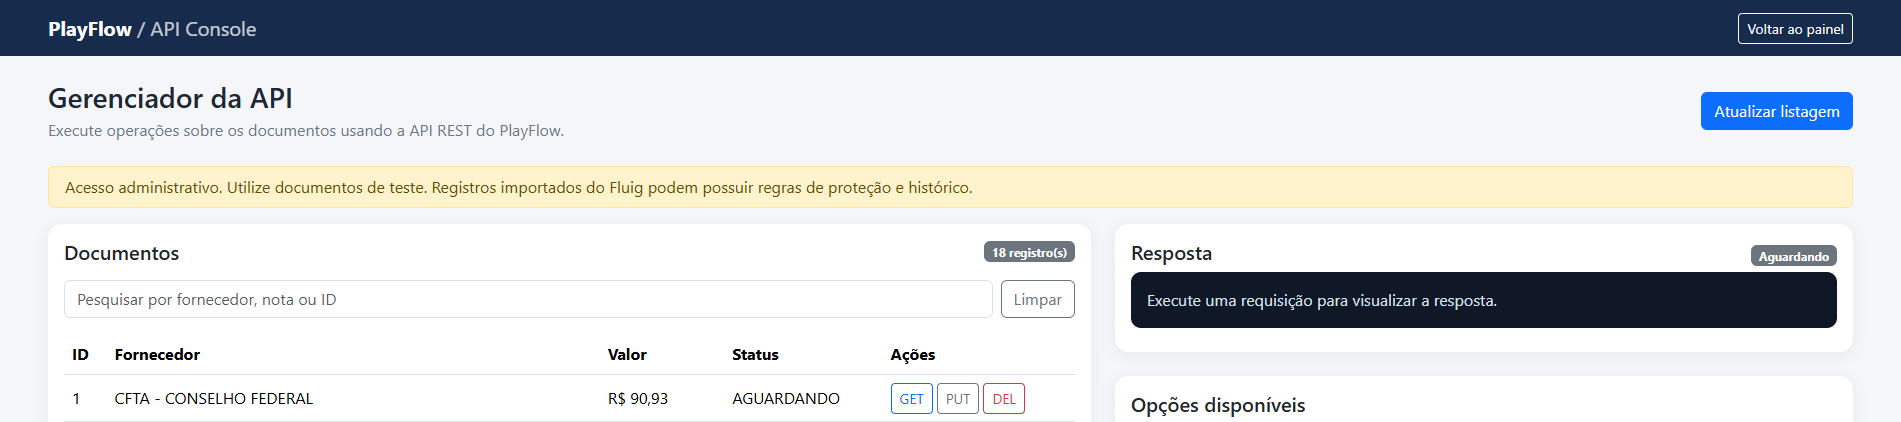 PlayFlow / API Console
Voltar ao painel
Gerenciador da API
Execute operações sobre os documentos usando a API REST do PlayFlow.
Atualizar listagem
Acesso administrativo. Utilize documentos de teste. Registros importados do Fluig podem possuir regras de proteção e histórico.
Documentos
18 registro(s)
Pesquisar por fornecedor, nota ou ID
Limpar
ID Fornecedor Valor Status Ações
1 CFTA - CONSELHO FEDERAL R$ 90,93 AGUARDANDO GET PUT DEL
Resposta
Aguardando
Execute uma requisição para visualizar a resposta.
Opções disponíveis